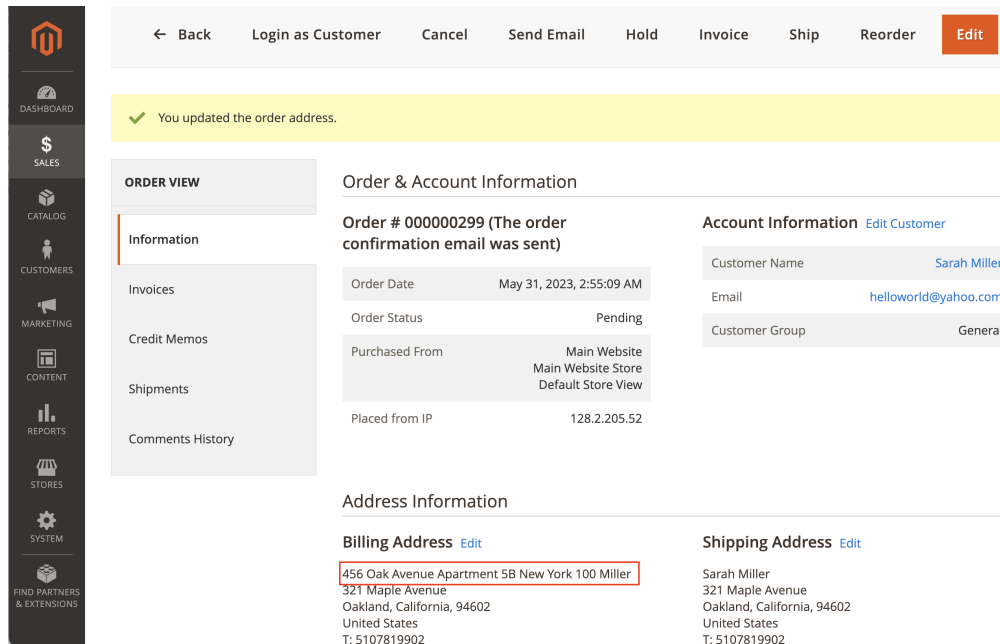 ← Back Login as Customer Cancel Send Email Hold Invoice Ship Reorder Edit
You updated the order address.
DASHBOARD
SALES
CATALOG
CUSTOMERS
MARKETING
CONTENT
REPORTS
STORES
SYSTEM
FIND PARTNERS
& EXTENSIONS
ORDER VIEW
Information
Invoices
Credit Memos
Shipments
Comments History
Order & Account Information
Order # 000000299 (The order
confirmation email was sent)
Order Date May 31, 2023, 2:55:09 AM
Order Status Pending
Purchased From Main Website
Main Website Store
Default Store View
Placed from IP 128.2.205.52
Account Information Edit Customer
Customer Name Sarah Miller
Email helloworld@yahoo.com
Customer Group Genera
Address Information
Billing Address Edit
456 Oak Avenue Apartment 5B New York 100 Miller
321 Maple Avenue
Oakland, California, 94602
United States
T: 5107819902
Shipping Address Edit
Sarah Miller
321 Maple Avenue
Oakland, California, 94602
United States
T: 5107819902